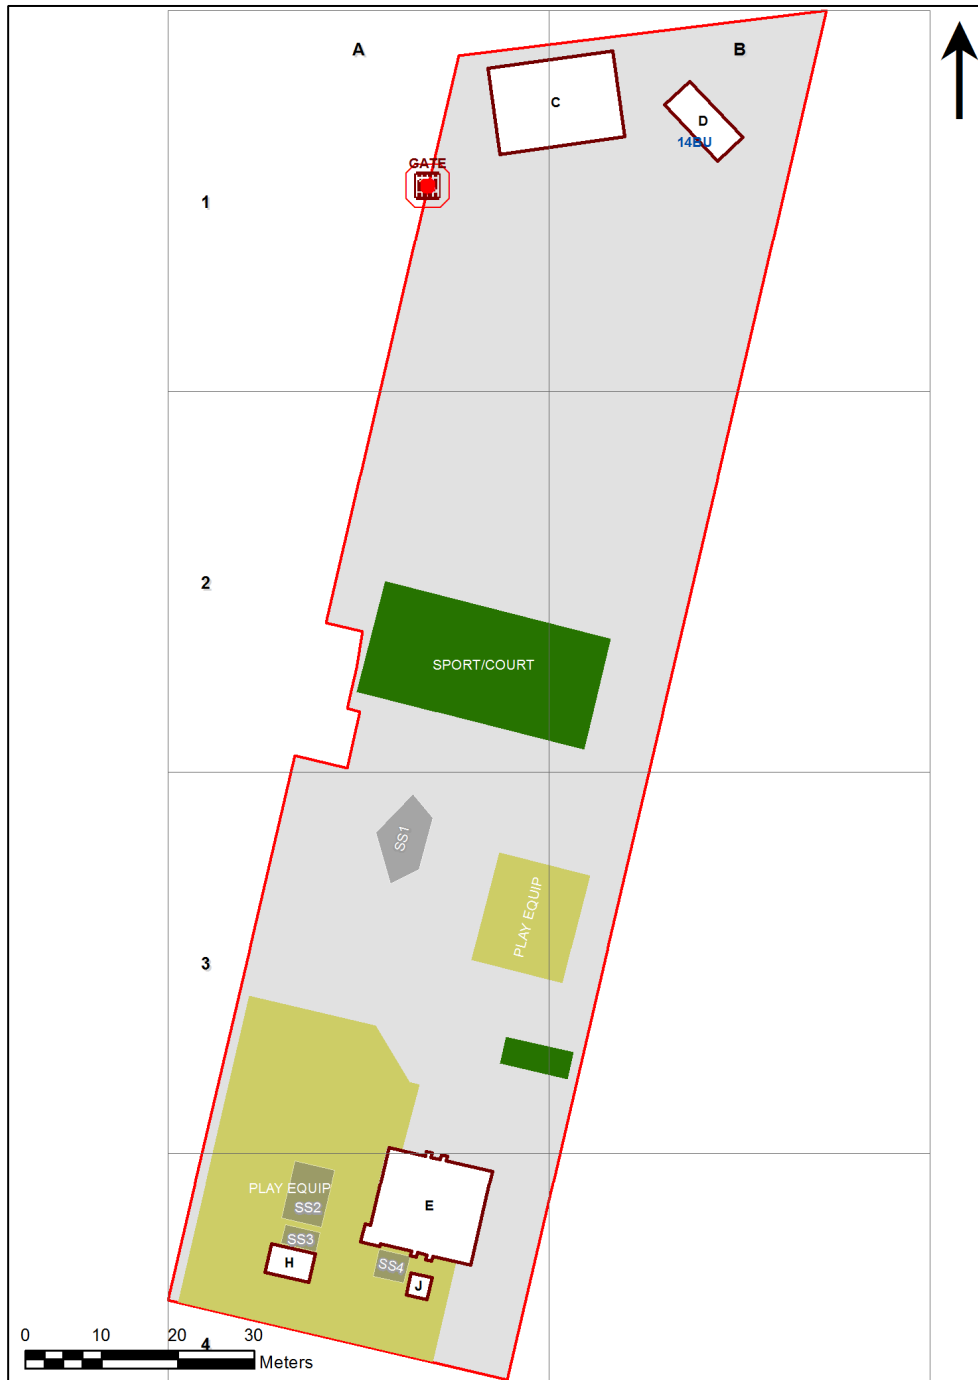 A
B
C
D
14BU
GATE
1
2
SPORT/COURT
SS1
PLAY EQUIP
3
E
PLAY EQUIP
SS2
SS3
H
SS4
J
0 10 20 30
Meters
4